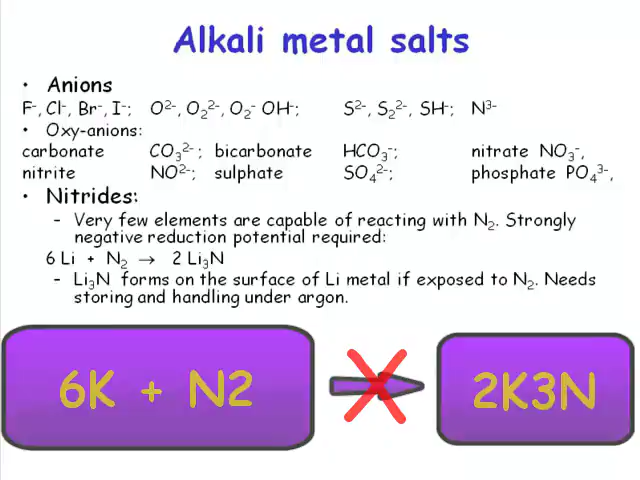 Alkali metal salts
• Anions
F⁻, Cl⁻, Br⁻, I⁻; O²⁻, O₂²⁻, O₂⁻ OH⁻; S²⁻, S₂²⁻, SH⁻; N³⁻
• Oxy-anions:
carbonate CO₃²⁻; bicarbonate HCO₃⁻; nitrate NO₃⁻,
nitrite NO²⁻; sulphate SO₄²⁻; phosphate PO₄³⁻,
• Nitrides:
– Very few elements are capable of reacting with N₂. Strongly
negative reduction potential required:
6 Li + N₂ → 2 Li₃N
– Li₃N forms on the surface of Li metal if exposed to N₂. Needs
storing and handling under argon.
6K + N2 2K3N